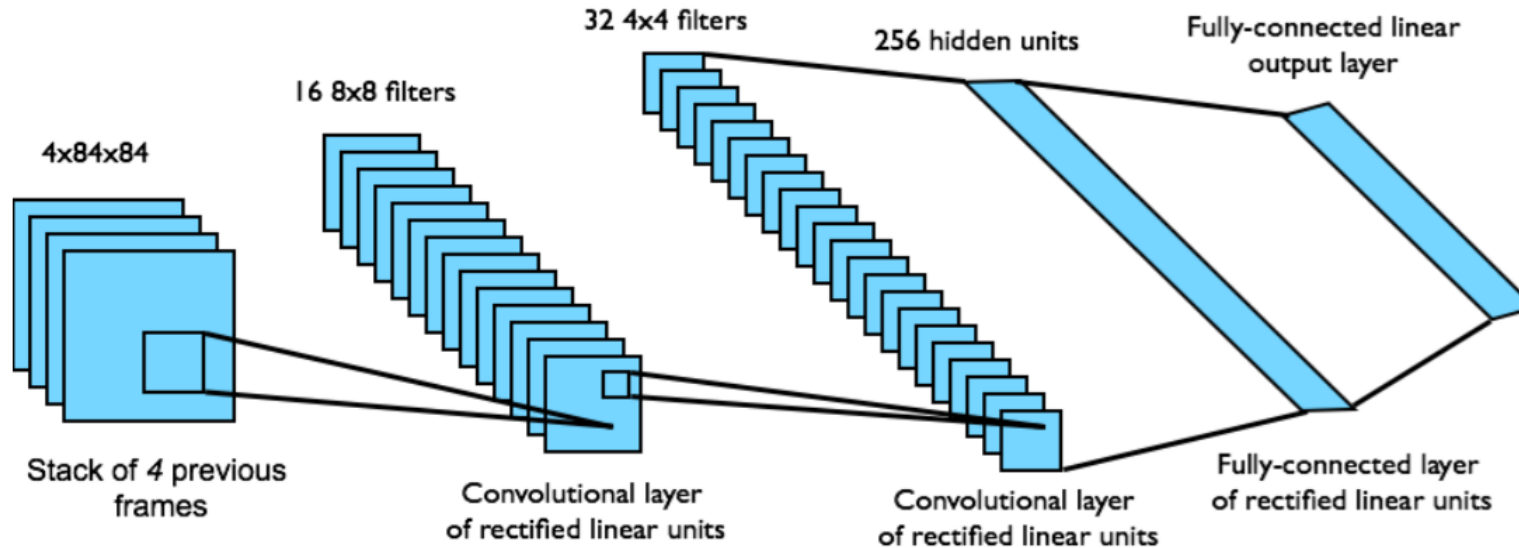 4x84x84
16 8x8 filters
32 4x4 filters
256 hidden units
Fully-connected linear
output layer
Stack of 4 previous
frames
Convolutional layer
of rectified linear units
Convolutional layer
of rectified linear units
Fully-connected layer
of rectified linear units